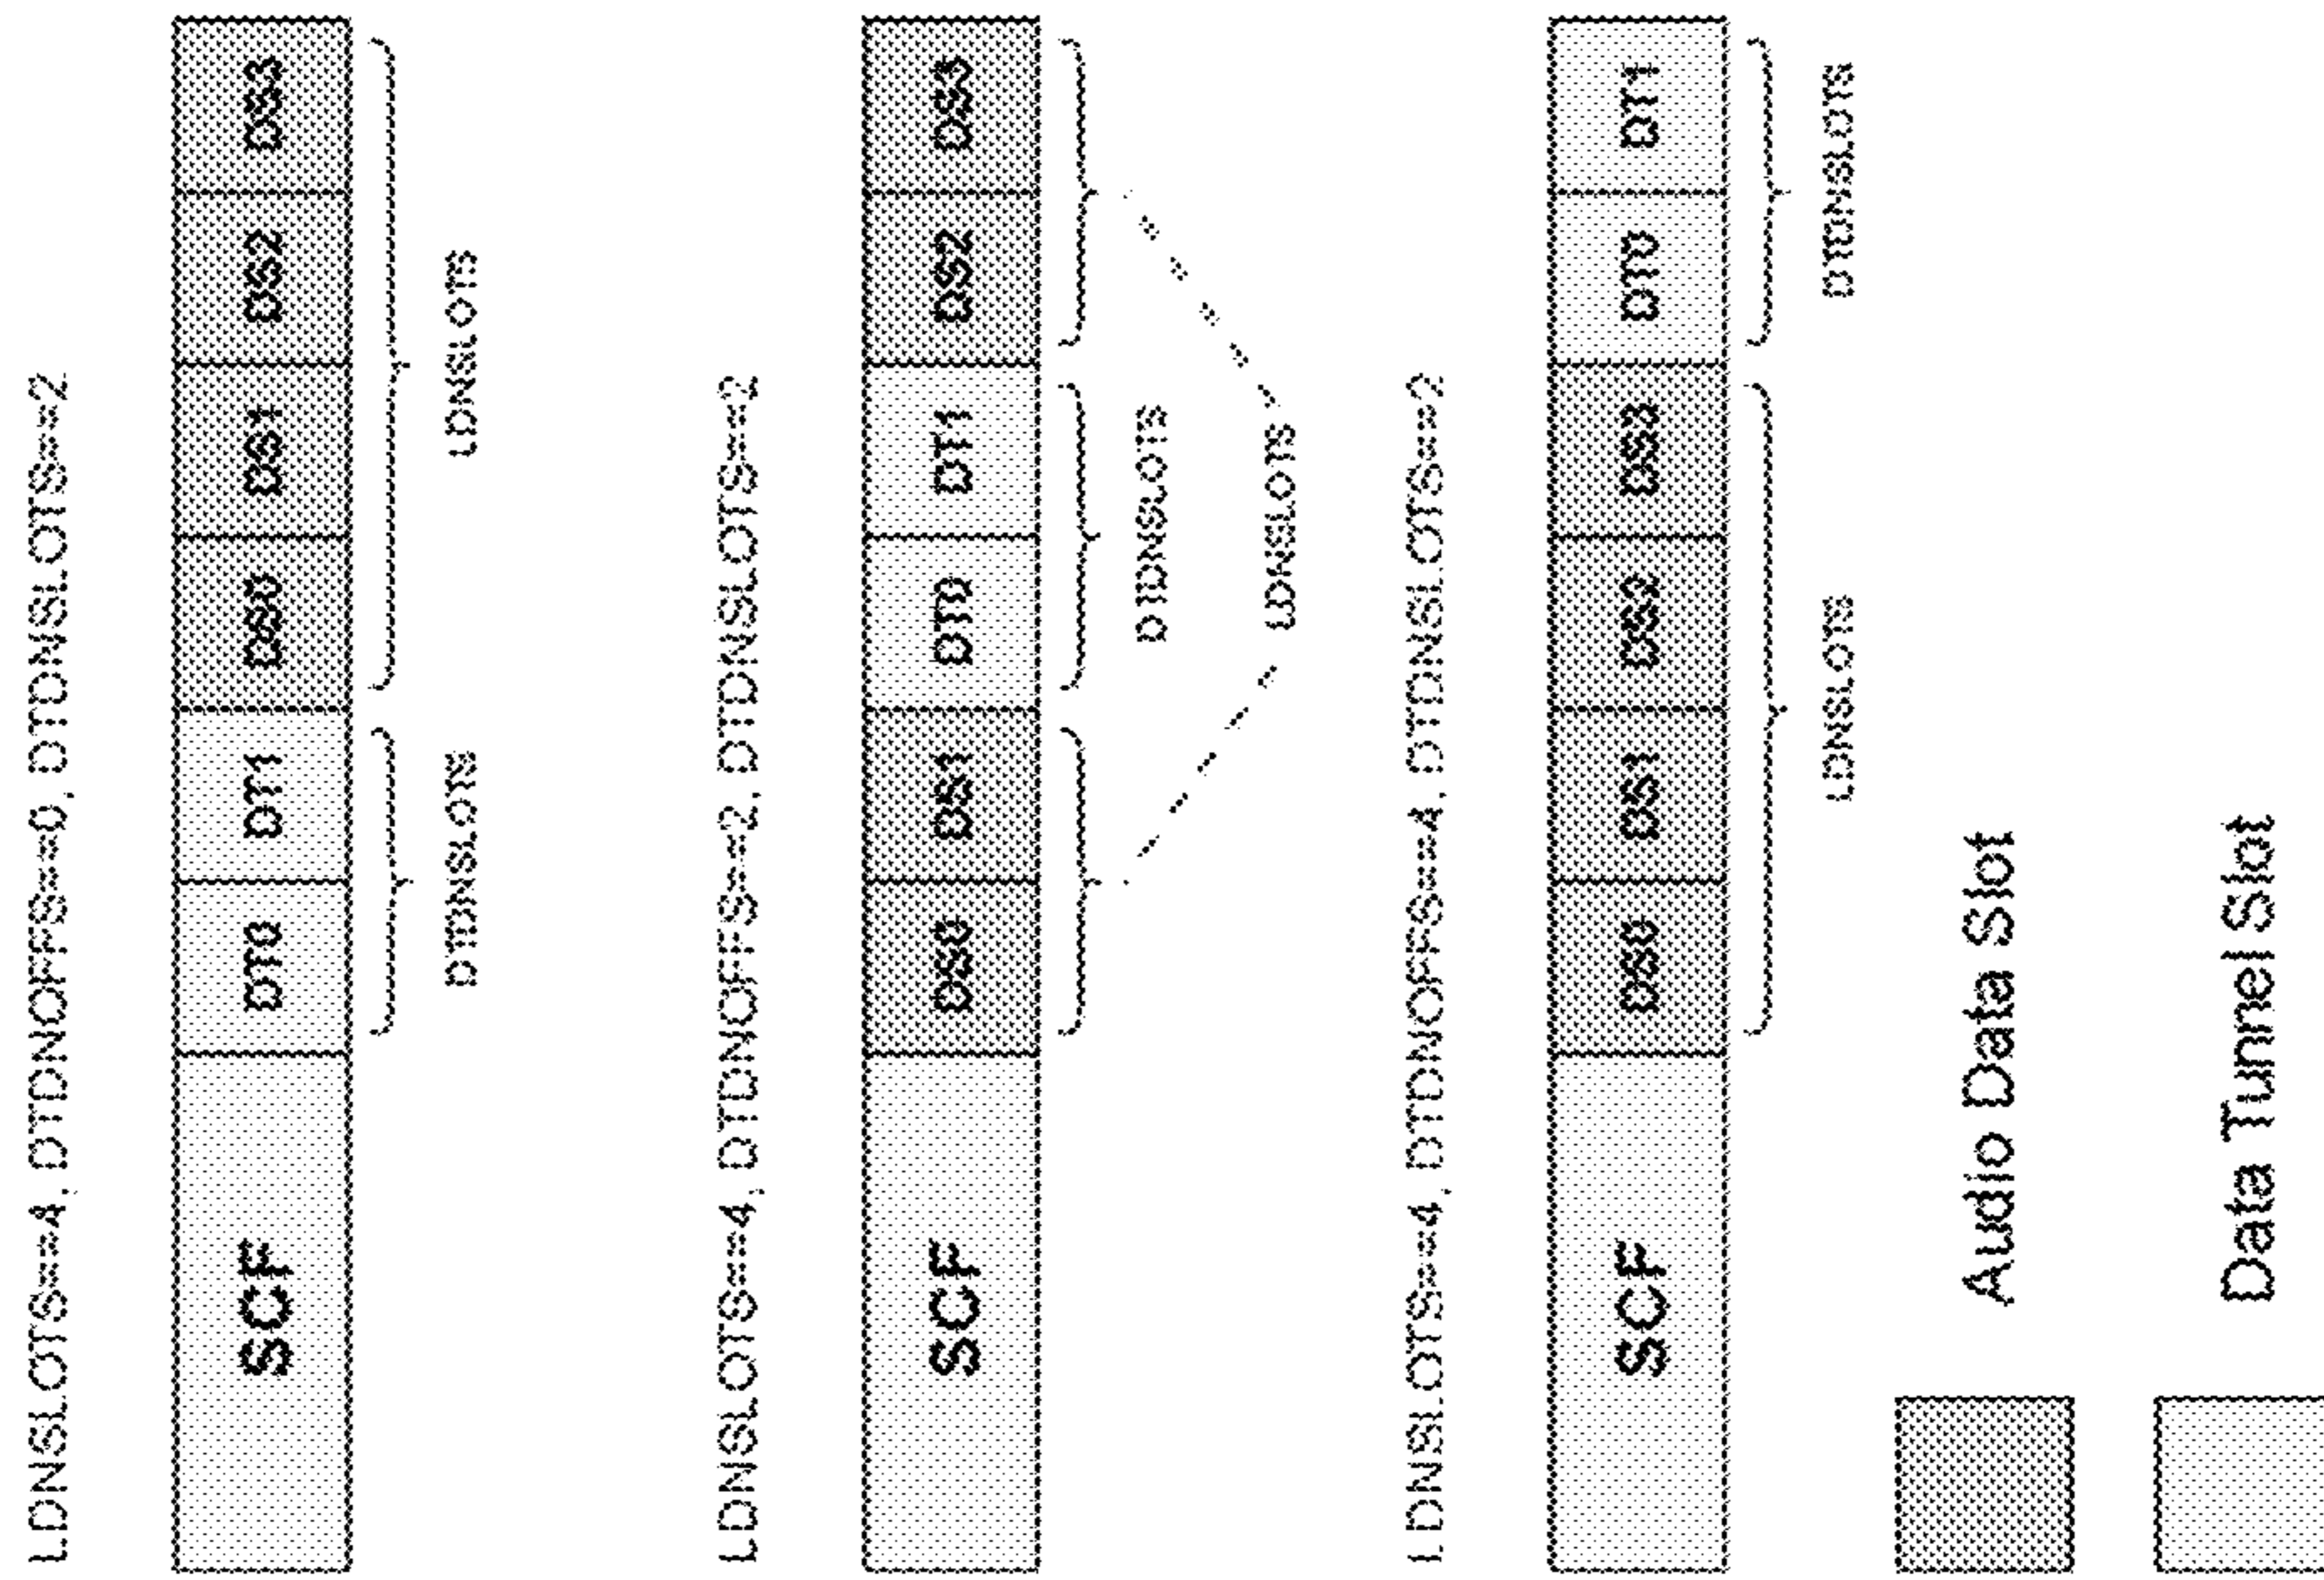 LDNSLOTS==4, DTDNOFFS==0, DTDNSLOTS==2
SCF DT0 DT1 DS0 DS1 DS2 DS3
DTDNSLOTS LDNSLOTS
LDNSLOTS==4, DTDNOFFS==2, DTDNSLOTS==2
SCF DS0 DS1 DT0 DT1 DS2 DS3
DTDNSLOTS
LDNSLOTS
LDNSLOTS==4, DTDNOFFS==4, DTDNSLOTS==2
SCF DS0 DS1 DS2 DS3 DT0 DT1
LDNSLOTS DTDNSLOTS
Audio Data Slot
Data Tunnel Slot